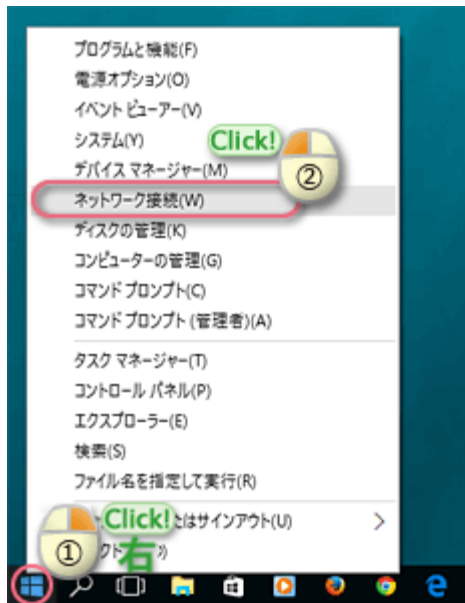 プログラムと機能(F)
電源オプション(O)
イベント ビューアー(V)
システム(Y)
Click!
デバイス マネージャー(M)
②
ネットワーク接続(W)
ディスクの管理(K)
コンピューターの管理(G)
コマンド プロンプト(C)
コマンド プロンプト (管理者)(A)
タスク マネージャー(T)
コントロール パネル(P)
エクスプローラー(E)
検索(S)
ファイル名を指定して実行(R)
Click!
たはサインアウト(U)
①
右